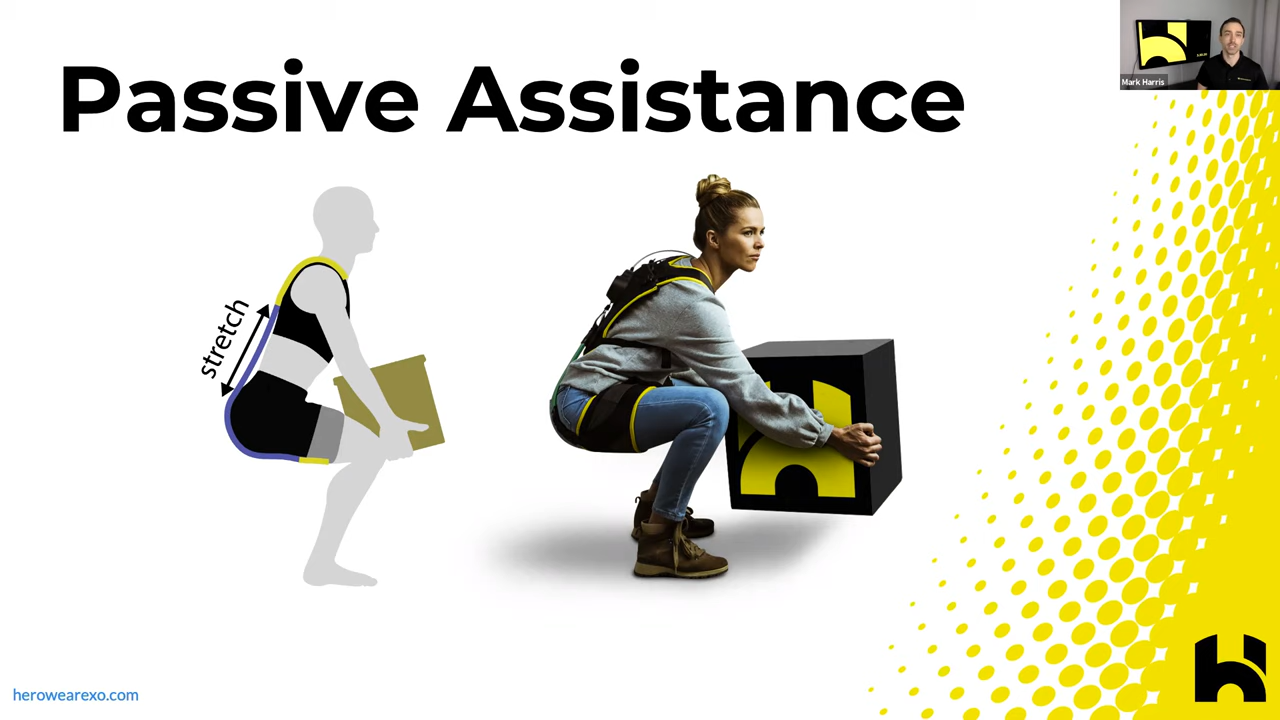 Passive Assistance
Mark Harris
stretch
herowearexo.com